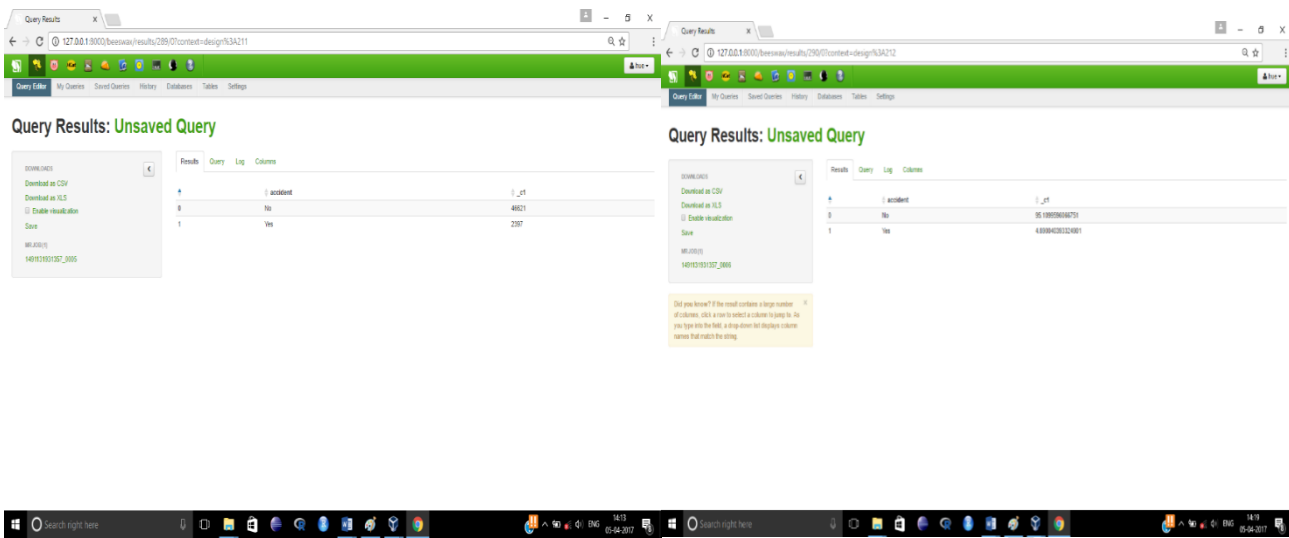 Query Results
127.0.0.1:8000/beeswax/results/289/0?context=design%3A211
hue
Query Editor My Queries Saved Queries History Databases Tables Settings
Query Results: Unsaved Query
DOWNLOADS
Download as CSV
Download as XLS
Enable visualization
Save
MR JOB(1)
Results Query Log Columns
accident _c1
0 No 46621
1 Yes 2397
Search right here
ENG
14:13
05-04-2017
Query Results
127.0.0.1:8000/beeswax/results/290/0?context=design%3A212
hue
Query Editor My Queries Saved Queries History Databases Tables Settings
Query Results: Unsaved Query
DOWNLOADS
Download as CSV
Download as XLS
Enable visualization
Save
MR JOB(1)
Did you know? If the result contains a large number
of columns, click a row to select a column to jump to. As
you type into the field, a drop-down list displays column
names that match the string.
Results Query Log Columns
accident _c1
0 No
1 Yes
Search right here
ENG
14:19
05-04-2017